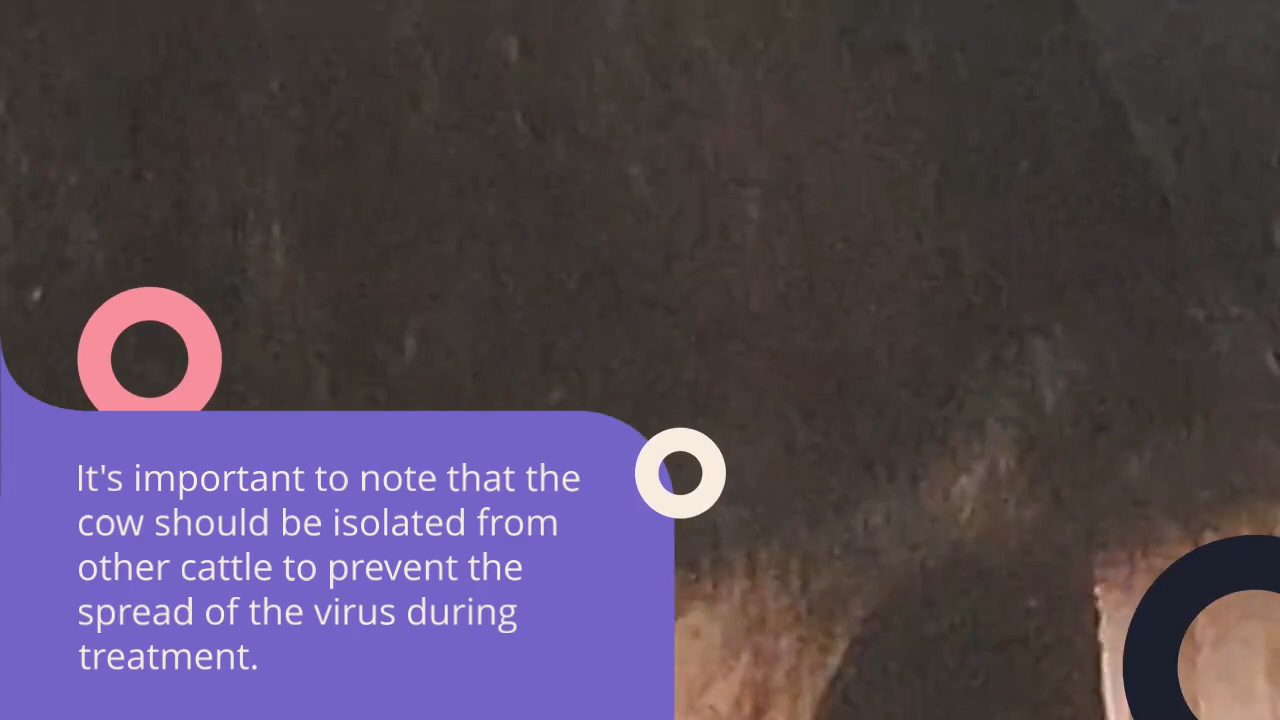 It's important to note that the
cow should be isolated from
other cattle to prevent the
spread of the virus during
treatment.